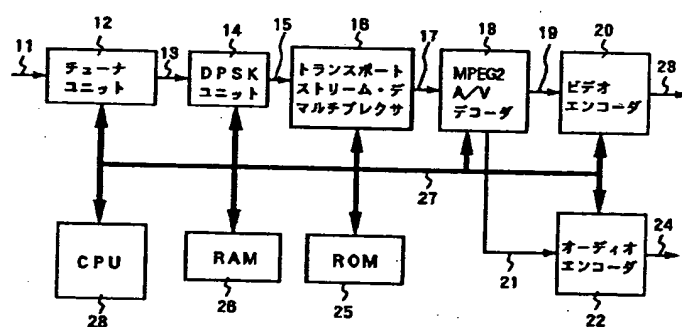 12
14
15
16
17
18
19
20
11
13
28
チューナ
ユニット
DPSK
ユニット
トランスポート
ストリーム・デ
マルチプレクサ
MPEG2
A/V
デコーダ
ビデオ
エンコーダ
27
CPU
RAM
ROM
21
オーディオ
エンコーダ
24
28
26
25
22